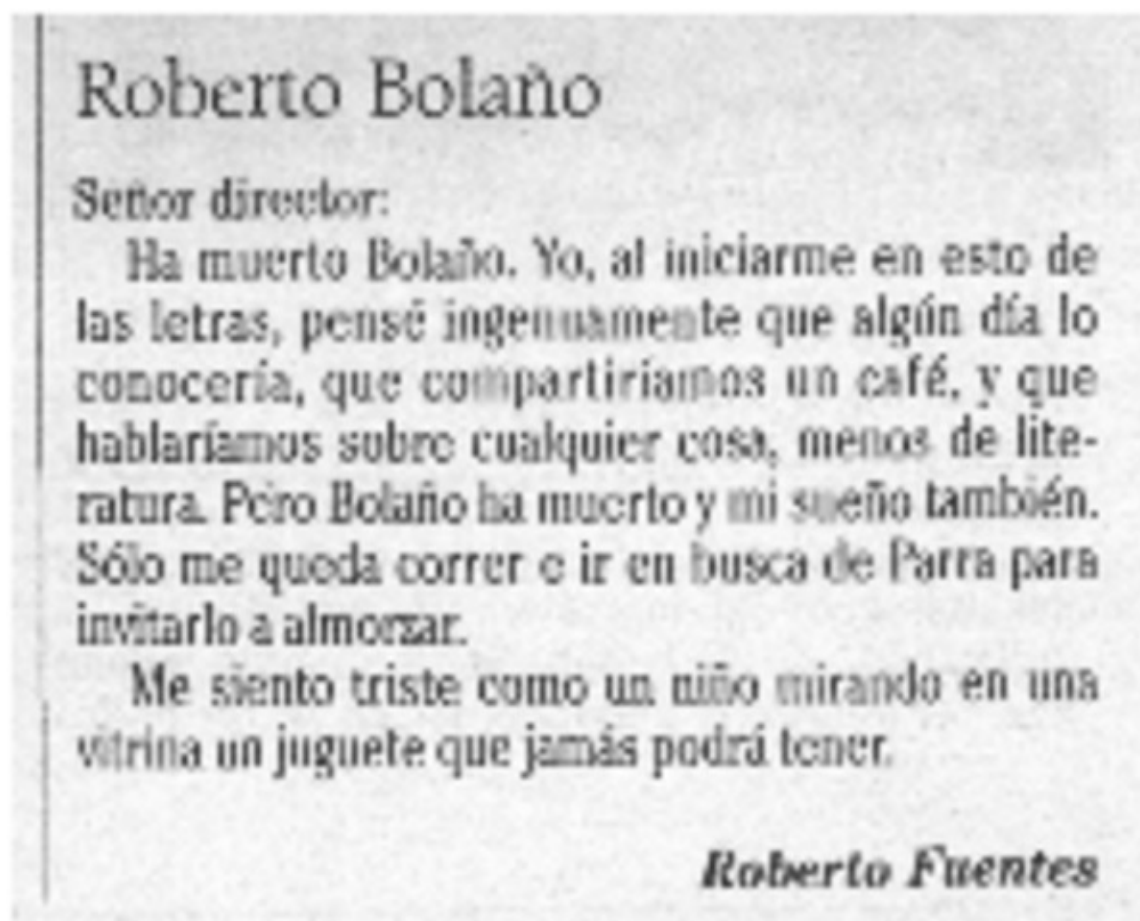 Roberto Bolaño
Señor director:
Ha muerto Bolaño. Yo, al iniciarme en esto de
las letras, pensé ingenuamente que algún día lo
conocería, que compartiríamos un café, y que
hablaríamos sobre cualquier cosa, menos de lite-
ratura. Pero Bolaño ha muerto y mi sueño también.
Sólo me queda correr e ir en busca de Parra para
invitarlo a almorzar.
Me siento triste como un niño mirando en una
vitrina un juguete que jamás podrá tener.
Roberto Fuentes